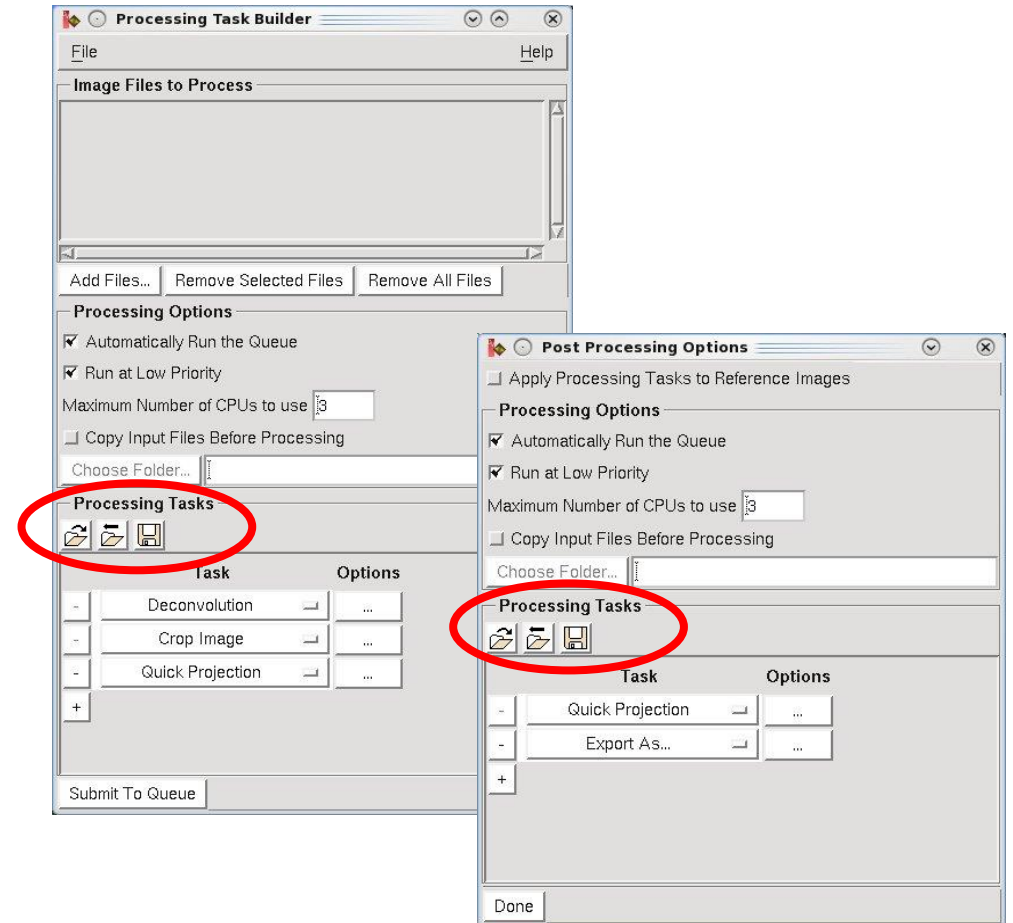 Processing Task Builder
File Help
Image Files to Process
Add Files... Remove Selected Files Remove All Files
Processing Options
Automatically Run the Queue
Run at Low Priority
Maximum Number of CPUs to use 3
Copy Input Files Before Processing
Choose Folder...
Processing Tasks
Task Options
- Deconvolution ...
- Crop Image ...
- Quick Projection ...
+
Submit To Queue
Post Processing Options
Apply Processing Tasks to Reference Images
Processing Options
Automatically Run the Queue
Run at Low Priority
Maximum Number of CPUs to use 3
Copy Input Files Before Processing
Choose Folder...
Processing Tasks
Task Options
- Quick Projection ...
- Export As... ...
+
Done